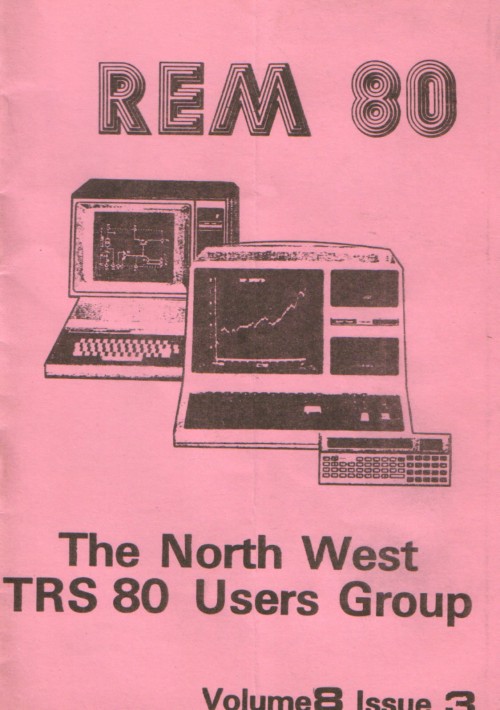 REM 80
The North West
TRS 80 Users Group
Volume 8 Issue 3